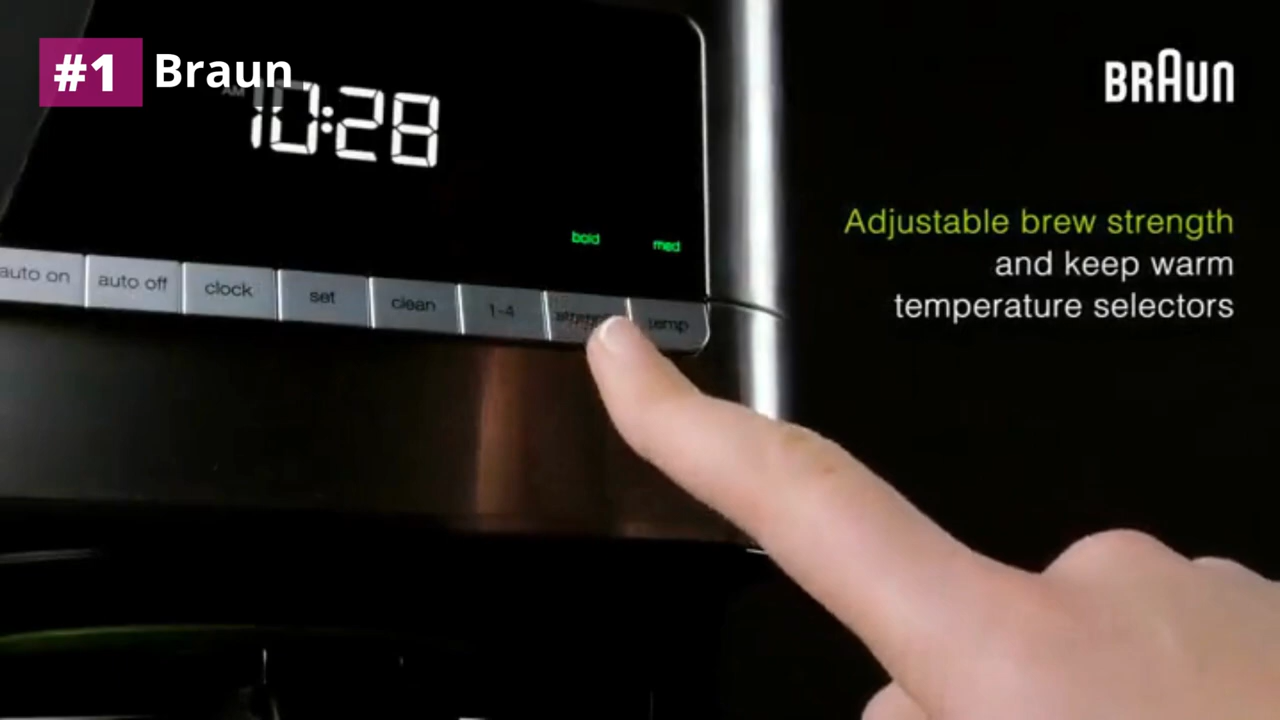 #1 Braun
BRAUN
AM
10:28
Adjustable brew strength
and keep warm
temperature selectors
bold med
auto on auto off clock set clean 1-4 temp